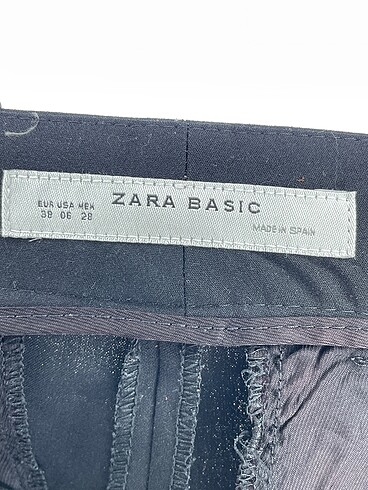 EUR USA MEX
38 06 28
ZARA BASIC
MADE IN SPAIN